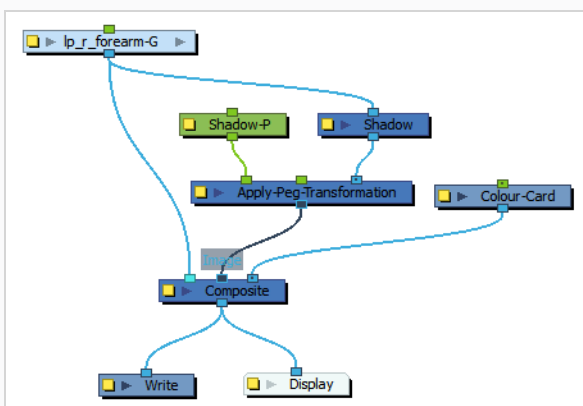 lp_r_forearm-G
Shadow-P
Shadow
Apply-Peg-Transformation
Colour-Card
Image
Composite
Write
Display